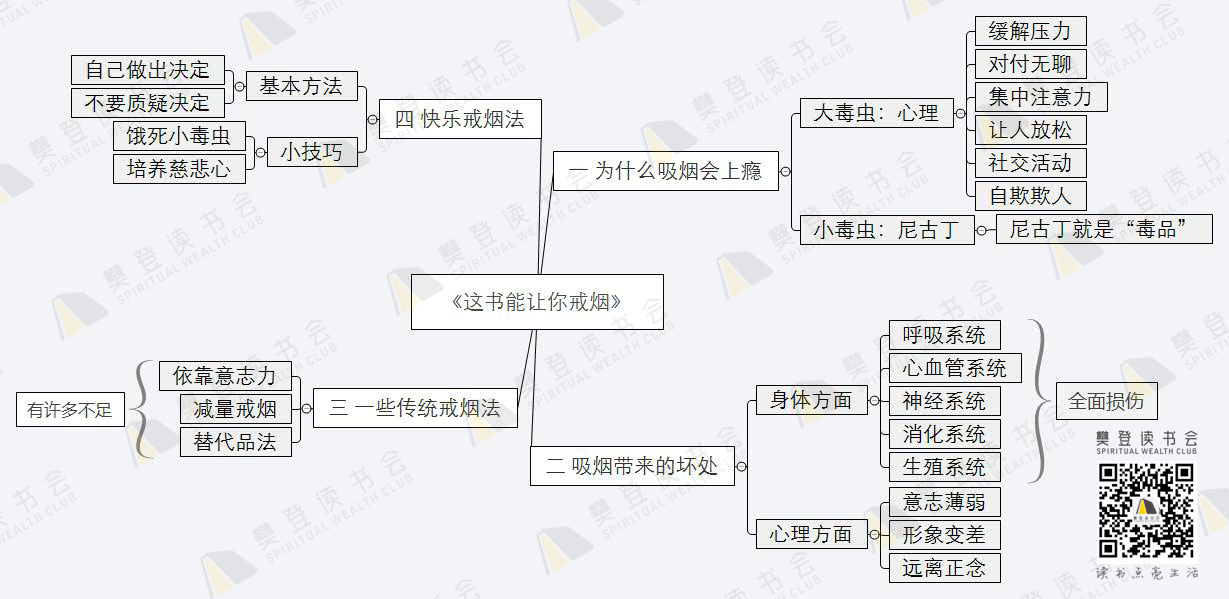 《这书能让你戒烟》
一 为什么吸烟会上瘾
大毒虫：心理
缓解压力
对付无聊
集中注意力
让人放松
社交活动
自欺欺人
小毒虫：尼古丁
尼古丁就是“毒品”
二 吸烟带来的坏处
身体方面
呼吸系统
心血管系统
神经系统
消化系统
生殖系统
全面损伤
心理方面
意志薄弱
形象变差
远离正念
三 一些传统戒烟法
依靠意志力
减量戒烟
替代品法
有许多不足
四 快乐戒烟法
基本方法
自己做出决定
不要质疑决定
小技巧
饿死小毒虫
培养慈悲心
樊登读书会
SPIRITUAL WEALTH CLUB
读书点亮生活